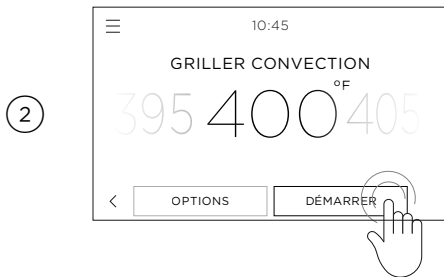 10:45
GRILLER CONVECTION
2
395 400°F 405
< OPTIONS DÉMARRER